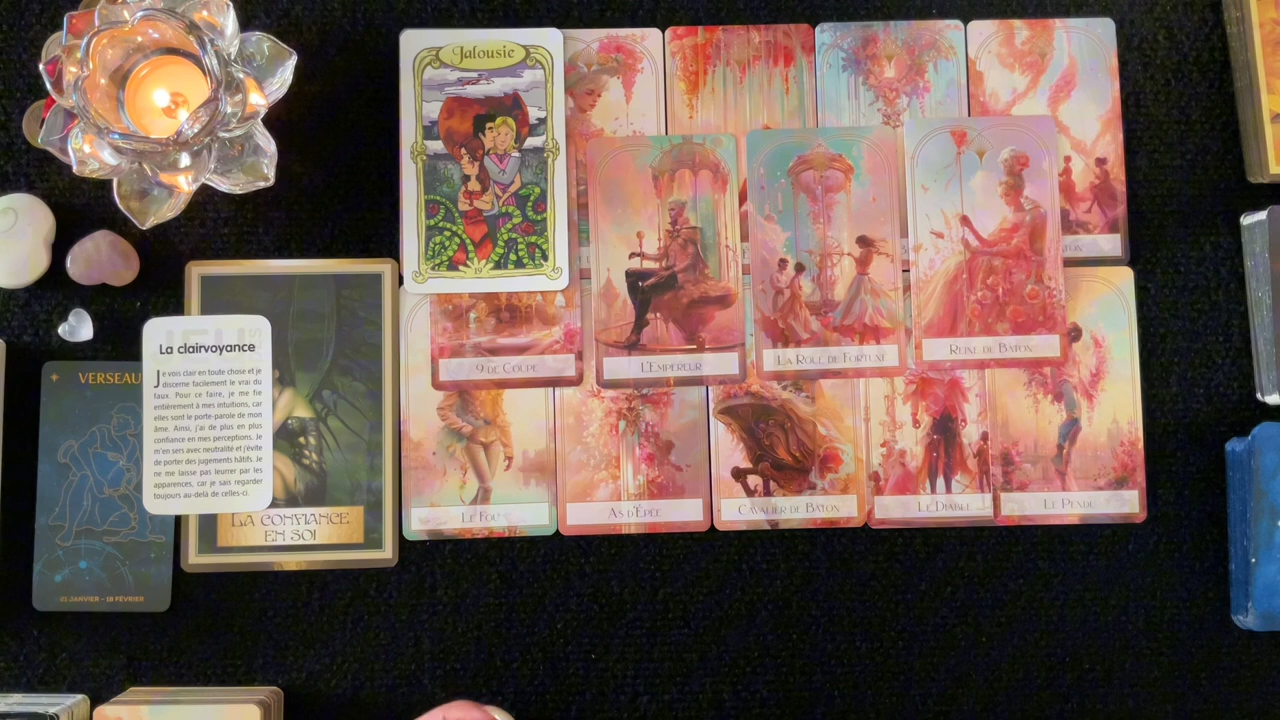 Jalousie
19
9 DE COUPE
L'EMPEREUR
LA ROUE DE FORTUNE
REINE DE BATON
La clairvoyance
Je vois clair en toute chose et je
discerne facilement le vrai du
faux. Pour ce faire, je me fie
entièrement à mes intuitions, car
elles sont le porte-parole de mon
âme. Ainsi, j'ai de plus en plus
confiance en mes perceptions. Je
m'en sers avec neutralité et j'évite
de porter des jugements hâtifs. Je
ne me laisse pas leurrer par les
apparences, car je sais regarder
toujours au-delà de celles-ci.
VERSEAU
21 JANVIER - 18 FÉVRIER
LA CONFIANCE
EN SOI
LE FOU
AS D'ÉPÉE
CAVALIER DE BATON
LE DIABLE
LE PENDU